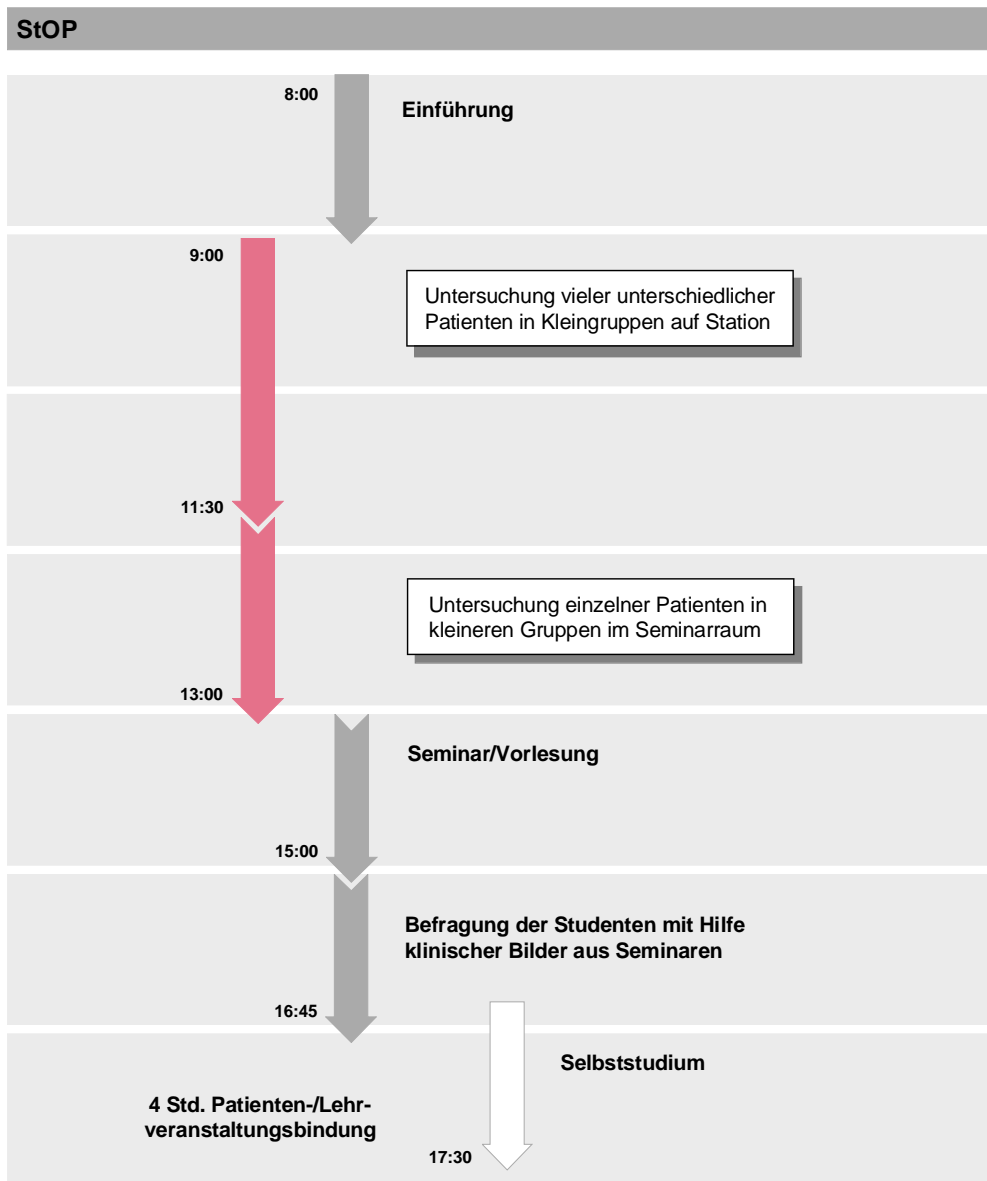 StOP
8:00
Einführung
9:00
Untersuchung vieler unterschiedlicher
Patienten in Kleingruppen auf Station
11:30
Untersuchung einzelner Patienten in
kleineren Gruppen im Seminarraum
13:00
Seminar/Vorlesung
15:00
Befragung der Studenten mit Hilfe
klinischer Bilder aus Seminaren
16:45
Selbststudium
4 Std. Patienten-/Lehr-
veranstaltungsbindung
17:30